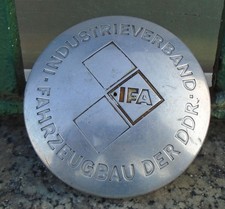 · INDUSTRIEVERBAND ·
FAHRZEUGBAU DER DDR
IFA